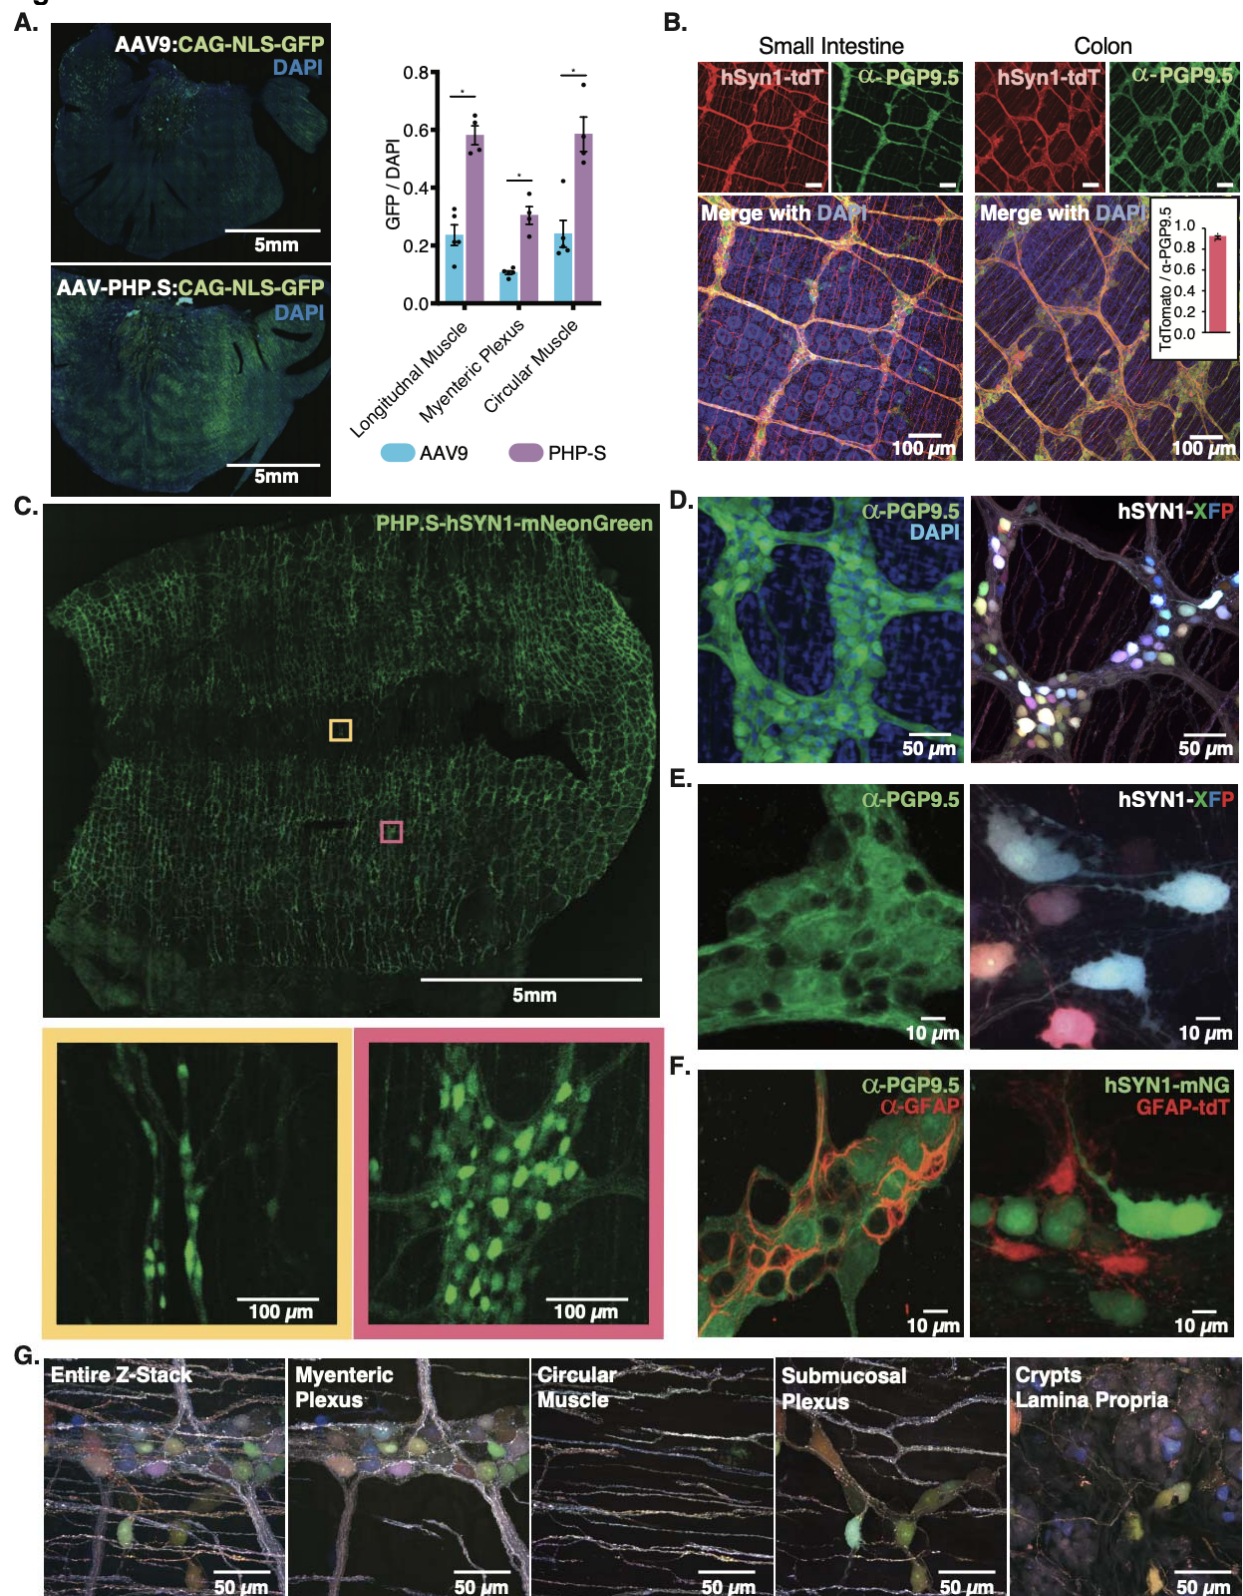 A.
AAV9:CAG-NLS-GFP
DAPI
5mm
AAV-PHP.S:CAG-NLS-GFP
DAPI
5mm
GFP / DAPI
0.8
0.6
0.4
0.2
0.0
*
*
*
Longitudnal Muscle
Myenteric Plexus
Circular Muscle
AAV9
PHP-S
B.
Small Intestine
Colon
hSyn1-tdT
α-PGP9.5
hSyn1-tdT
α-PGP9.5
Merge with DAPI
100 µm
Merge with DAPI
100 µm
TdTomato / α-PGP9.5
1.0
0.8
0.6
0.4
0.2
0.0
C.
PHP.S-hSYN1-mNeonGreen
5mm
100 µm
100 µm
D.
α-PGP9.5
DAPI
50 µm
hSYN1-XFP
50 µm
E.
α-PGP9.5
10 µm
hSYN1-XFP
10 µm
F.
α-PGP9.5
α-GFAP
10 µm
hSYN1-mNG
GFAP-tdT
10 µm
G.
Entire Z-Stack
50 µm
Myenteric
Plexus
50 µm
Circular
Muscle
50 µm
Submucosal
Plexus
50 µm
Crypts
Lamina Propria
50 µm